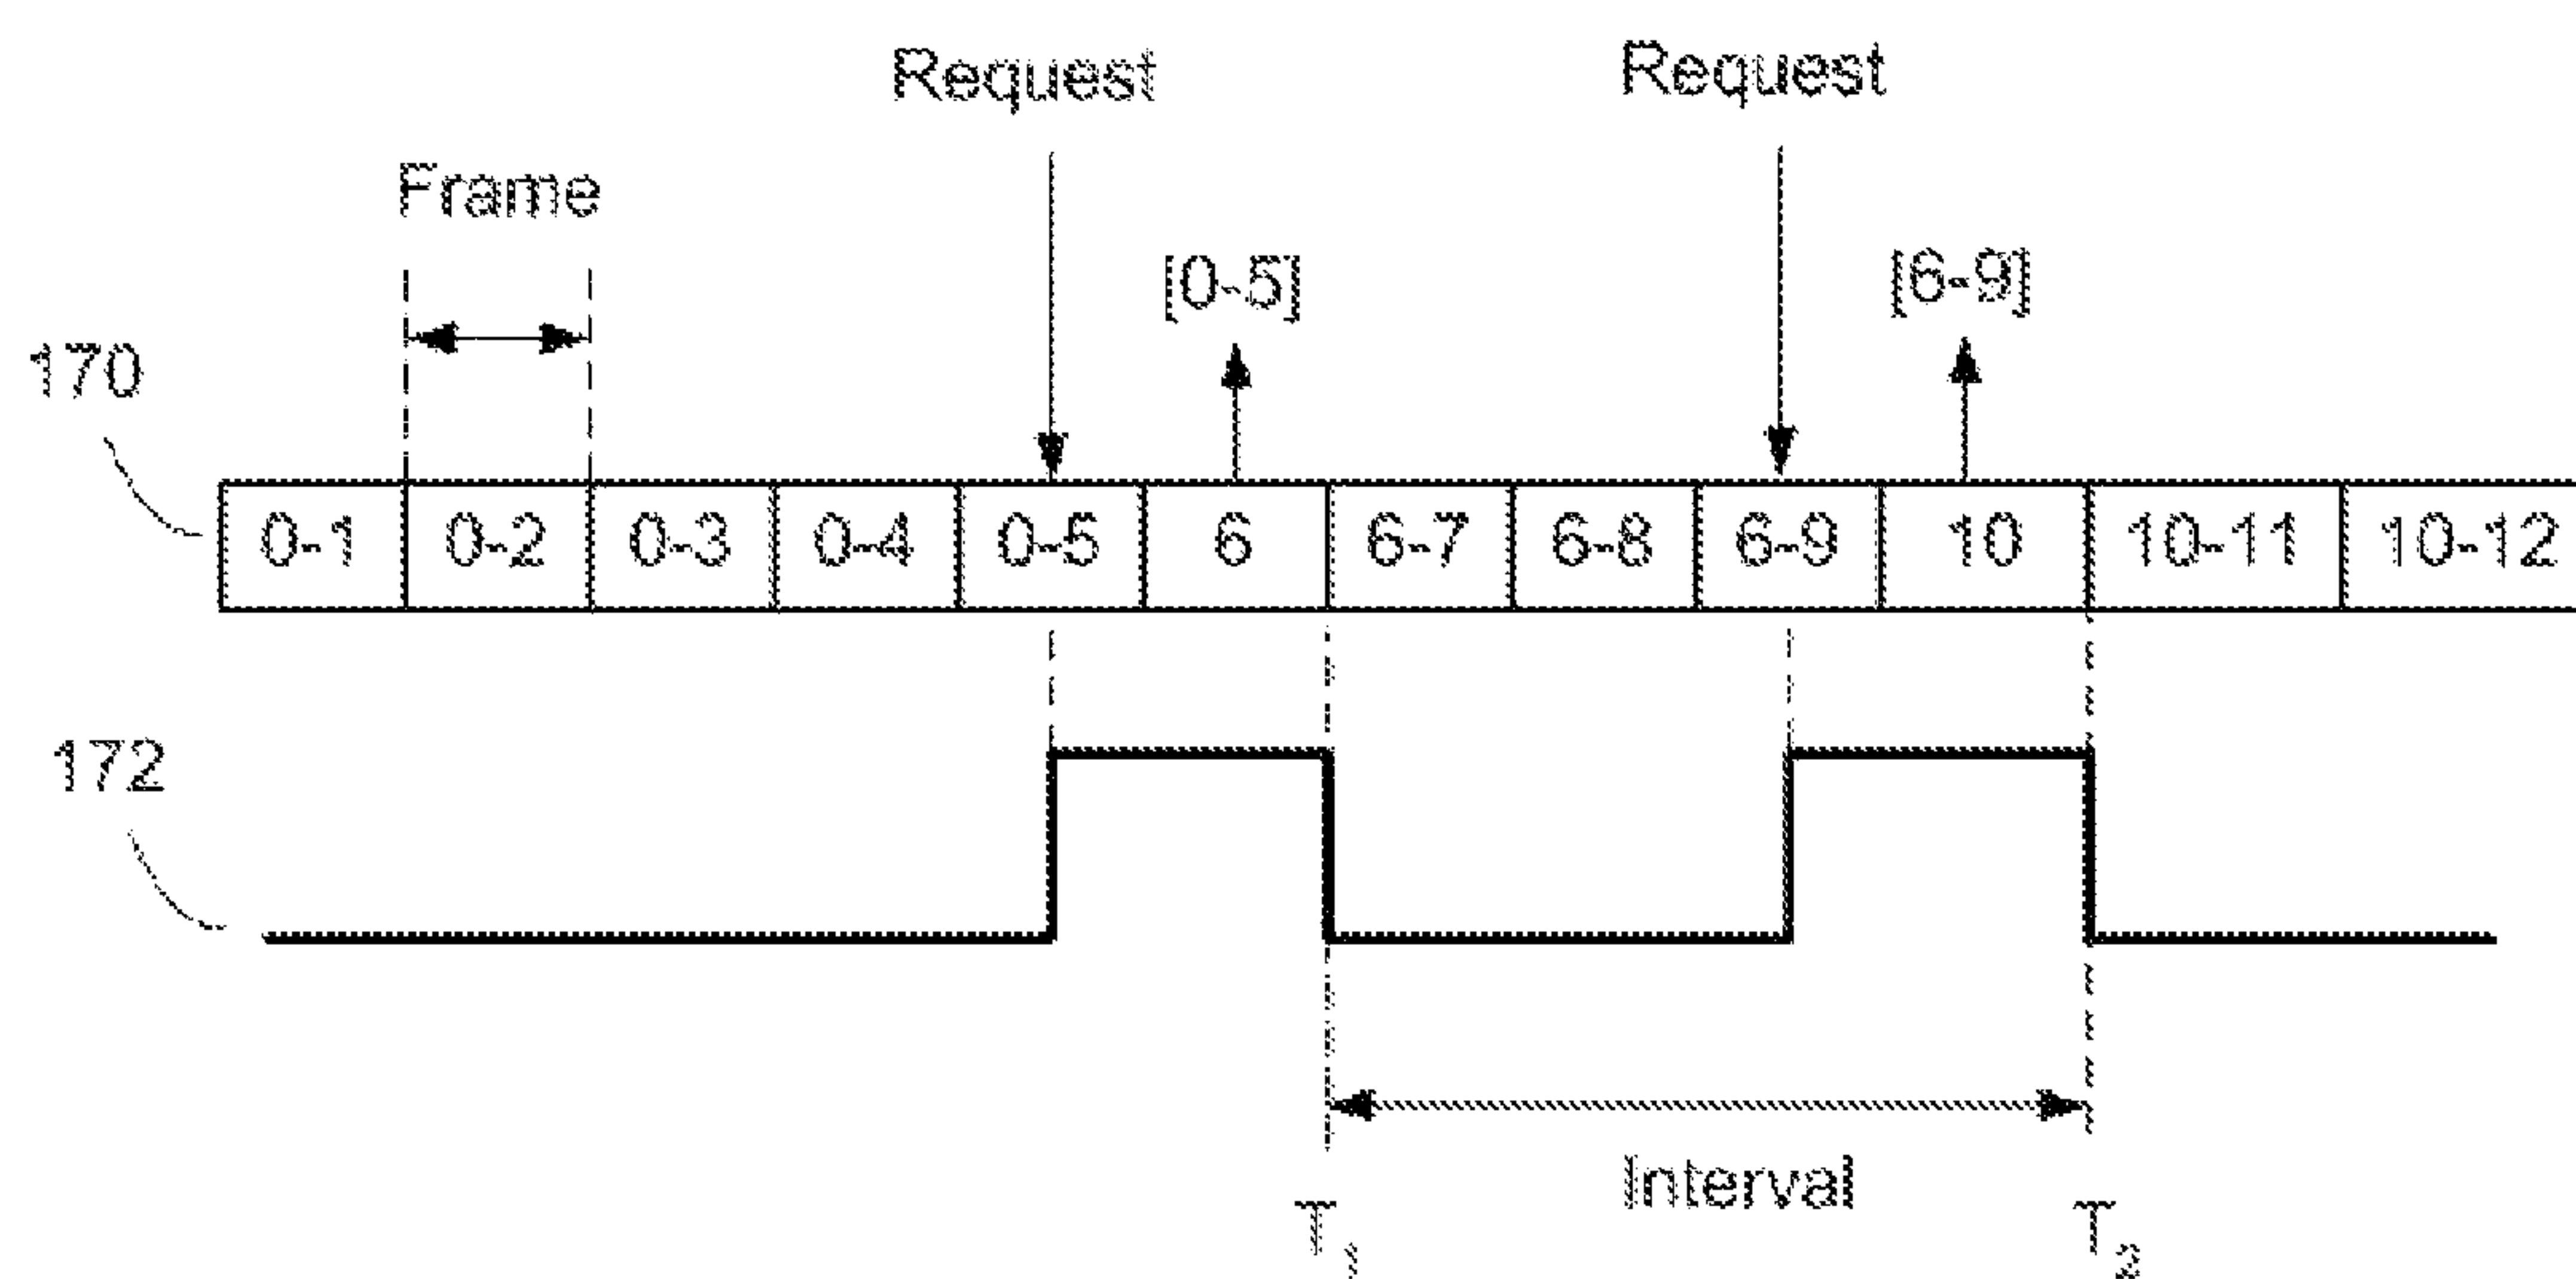 Request Request
Frame
[0-5] [6-9]
170
0-1 0-2 0-3 0-4 0-5 6 6-7 6-8 6-9 10 10-11 10-12
172
Interval
T1 T2